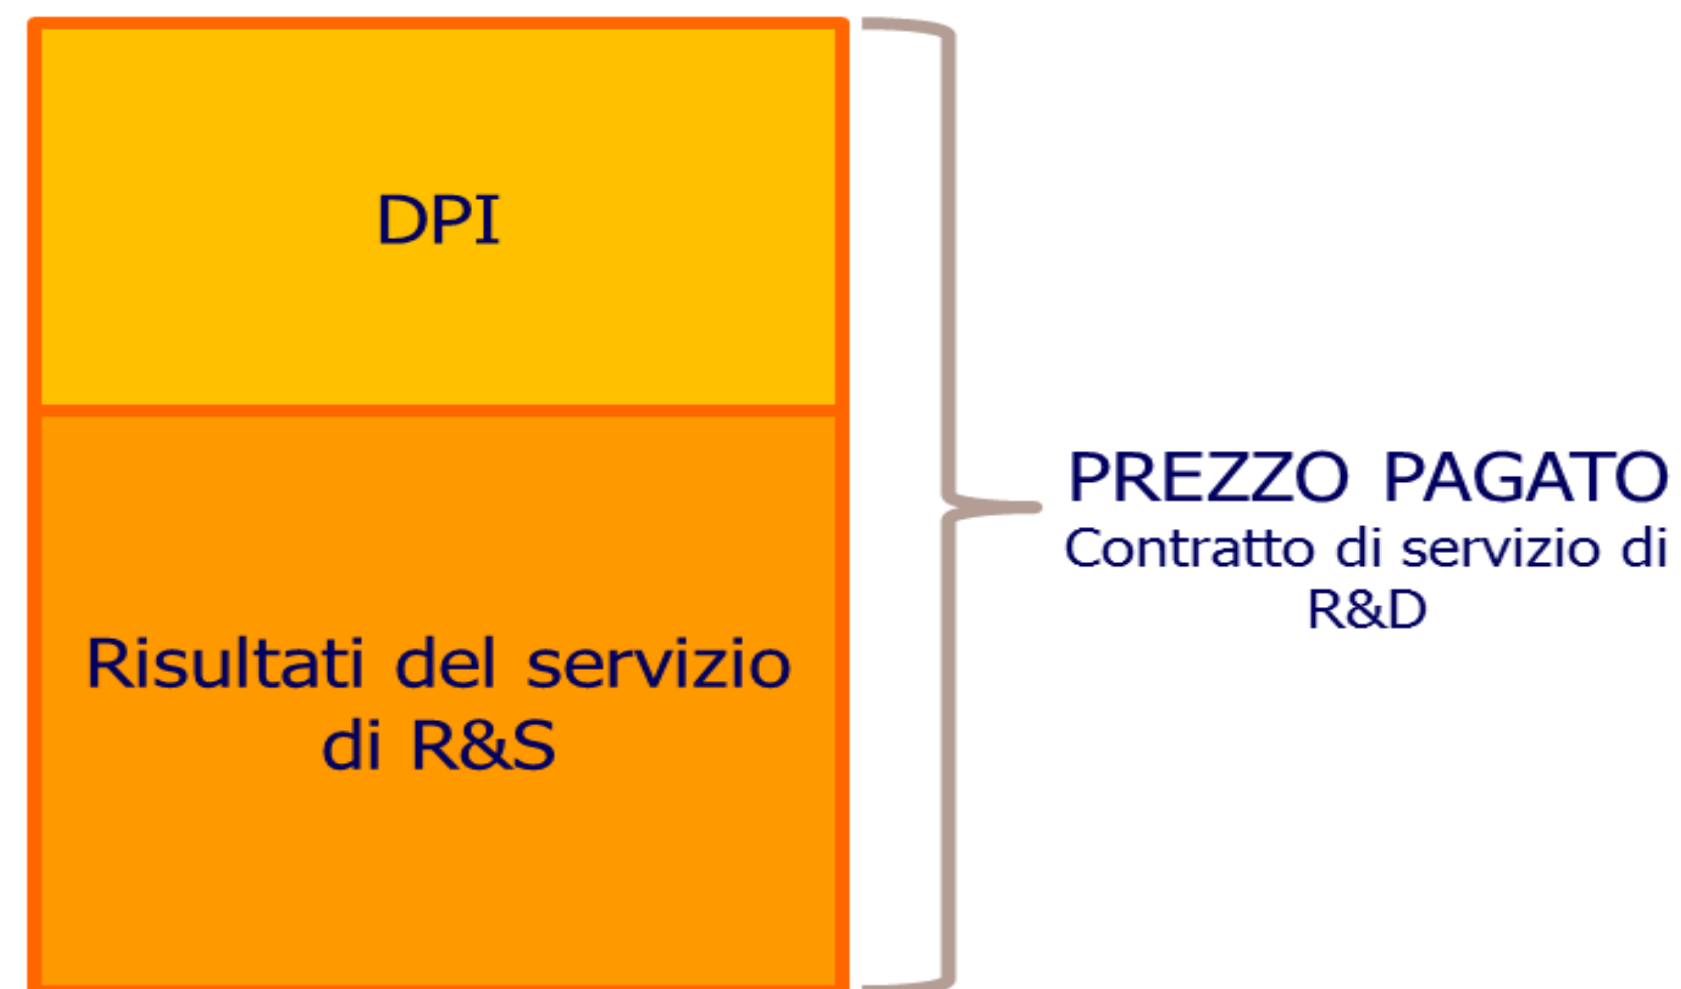 DPI
Risultati del servizio
di R&S
PREZZO PAGATO
Contratto di servizio di
R&D